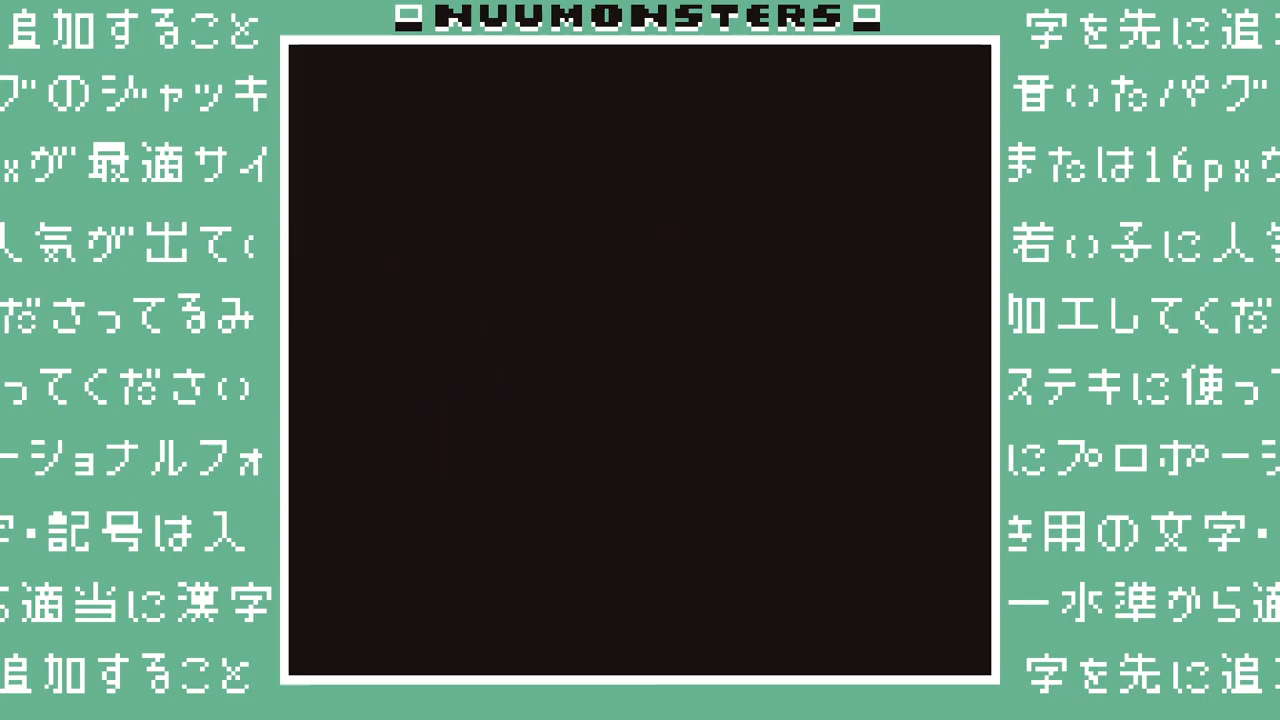 NUUMONSTERS
追加すること
グのジャッキ
xが最適サイ
人気が出てく
ださってるみ
ってください
ーショナルフォ
字・記号は入
ら適当に漢字
追加すること
字を先に追
いたパグ
または16pxが
若い子に人気
加工してくだ
ステキに使って
にプロポーシ
き用の文字・
一水準から適
字を先に追